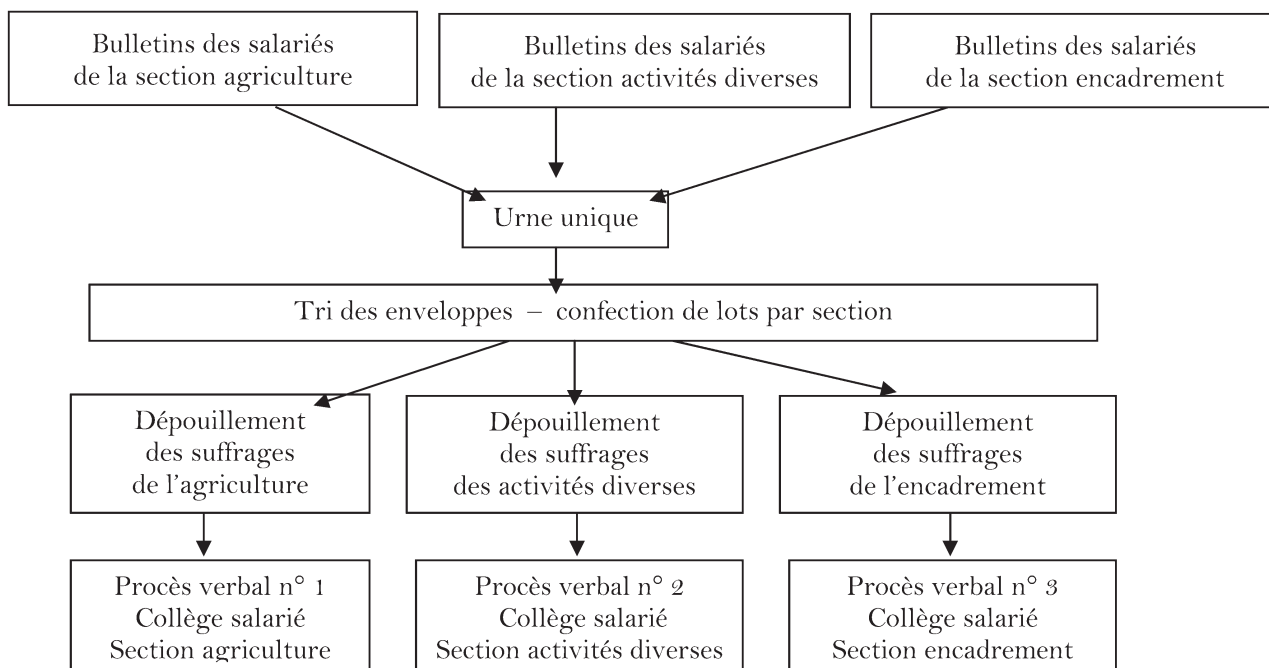 Bulletins des salariés
de la section agriculture
Bulletins des salariés
de la section activités diverses
Bulletins des salariés
de la section encadrement
Urne unique
Tri des enveloppes – confection de lots par section
Dépouillement
des suffrages
de l’agriculture
Dépouillement
des suffrages
des activités diverses
Dépouillement
des suffrages
de l’encadrement
Procès verbal n° 1
Collège salarié
Section agriculture
Procès verbal n° 2
Collège salarié
Section activités diverses
Procès verbal n° 3
Collège salarié
Section encadrement